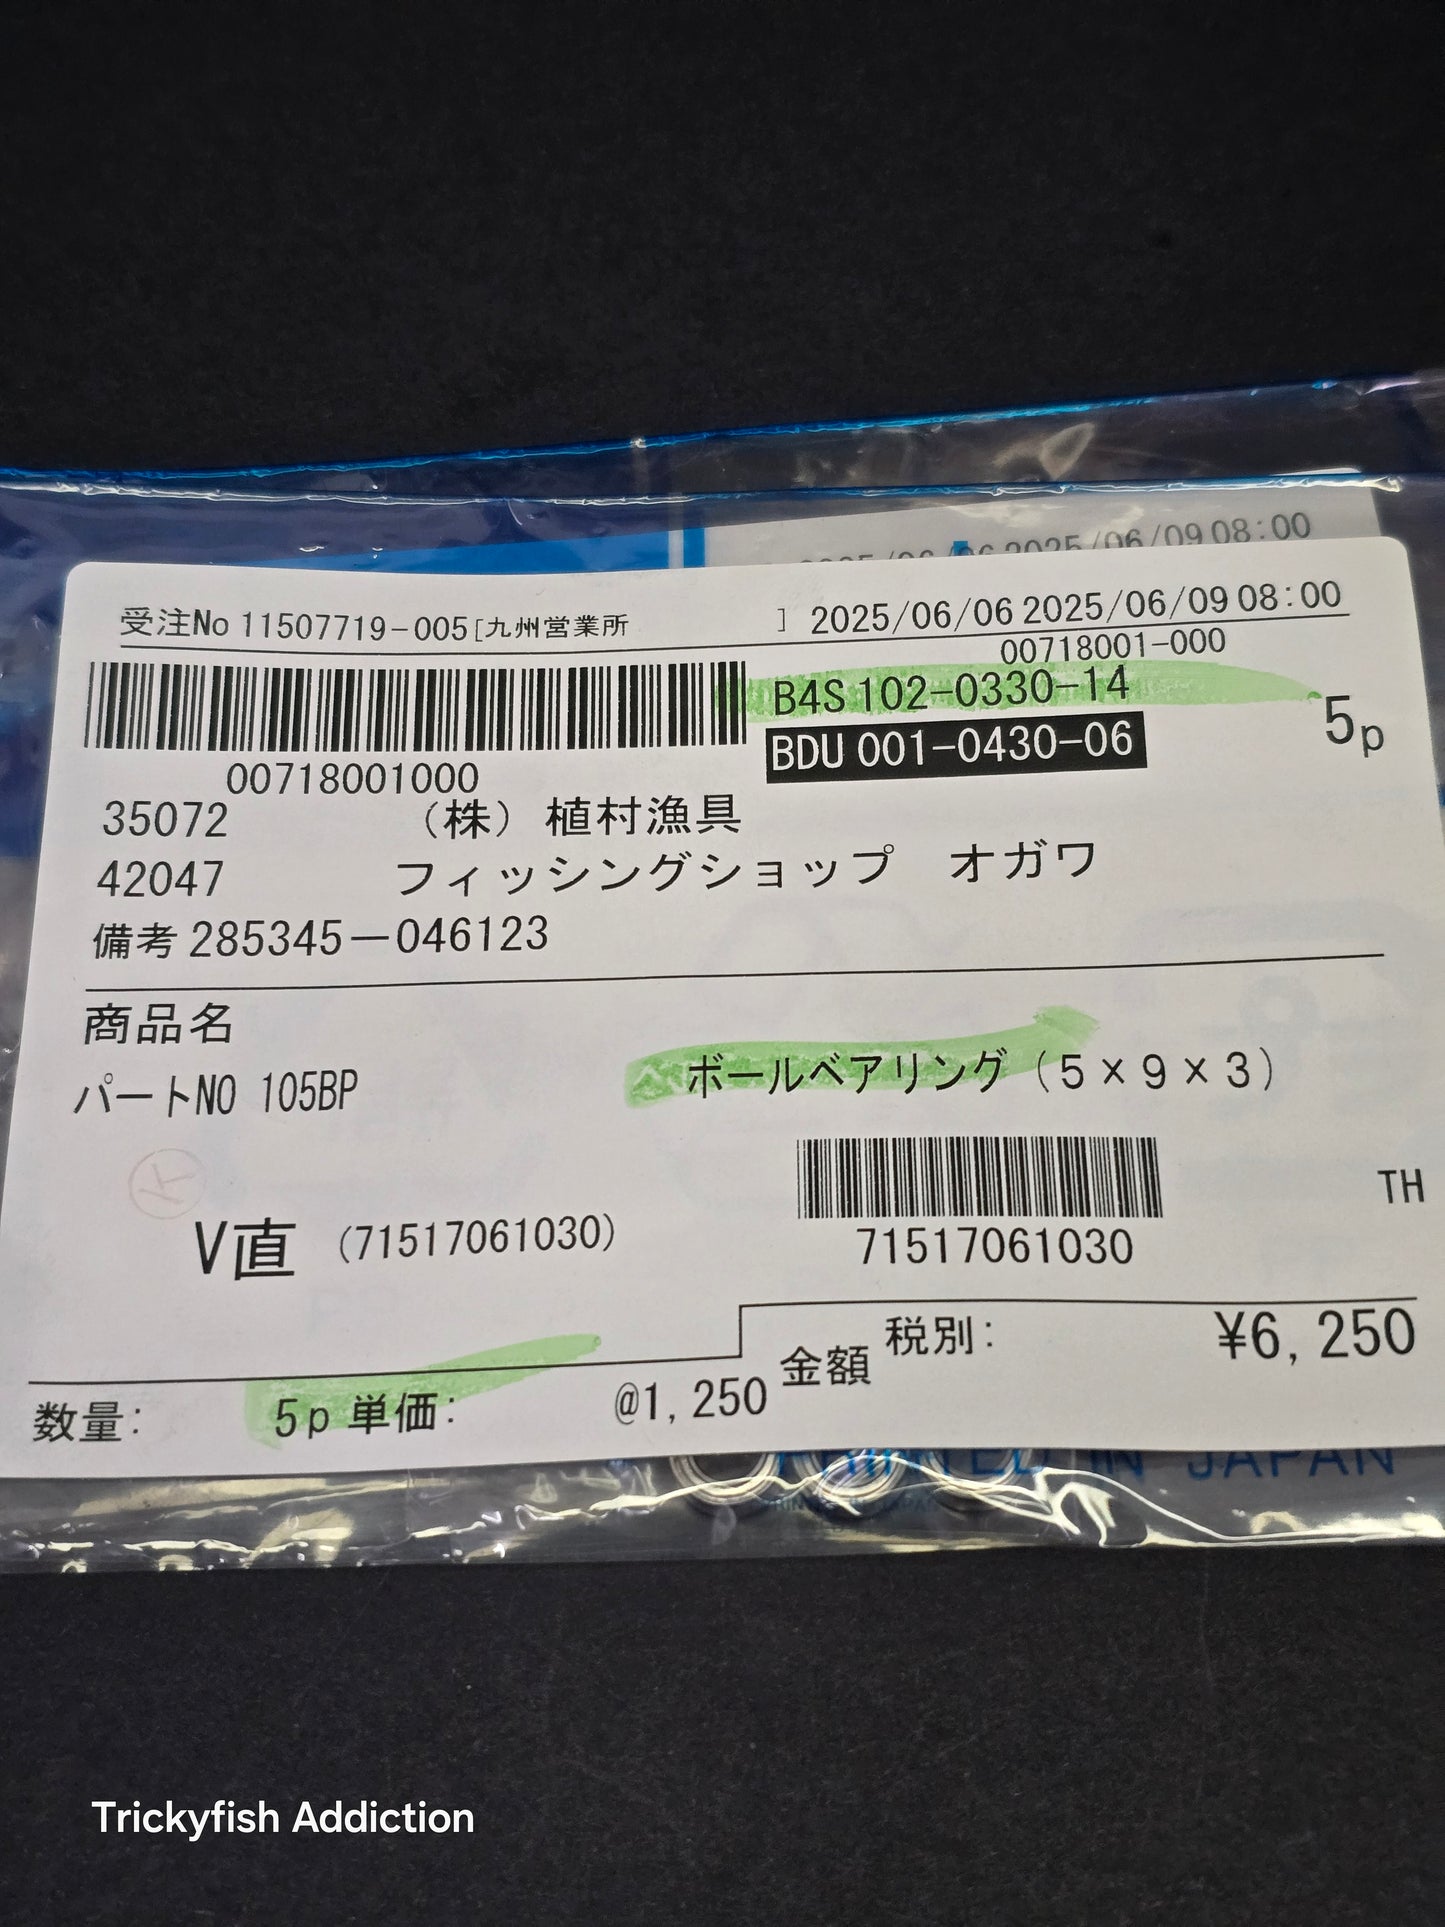 2025/06/09 08:00
受注No 11507719-005[九州営業所 ] 2025/06/06 2025/06/09 08:00
00718001-000
B4S 102-0330-14
5p
BDU 001-0430-06
00718001000
35072 （株）植村漁具
42047 フィッシングショップ オガワ
備考 285345－046123
商品名
パートNO 105BP ボールベアリング（5×9×3）
TH
V直 (71517061030) 71517061030
金額 税別: ¥6,250
数量: 5p 単価: @1,250
PRINTED IN JAPAN
Trickyfish Addiction